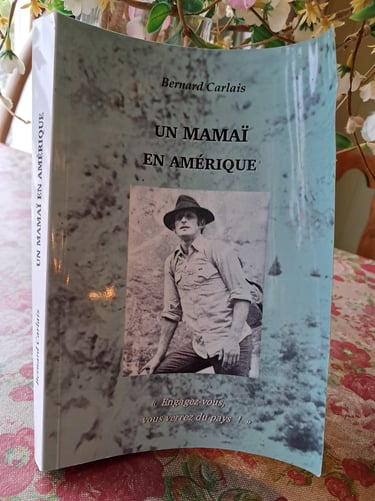 Bernard Carlais
UN MAMAÏ
EN AMÉRIQUE
« Engagez-vous,
vous verrez du pays ! »
UN MAMAÏ EN AMÉRIQUE
Bernard Carlais